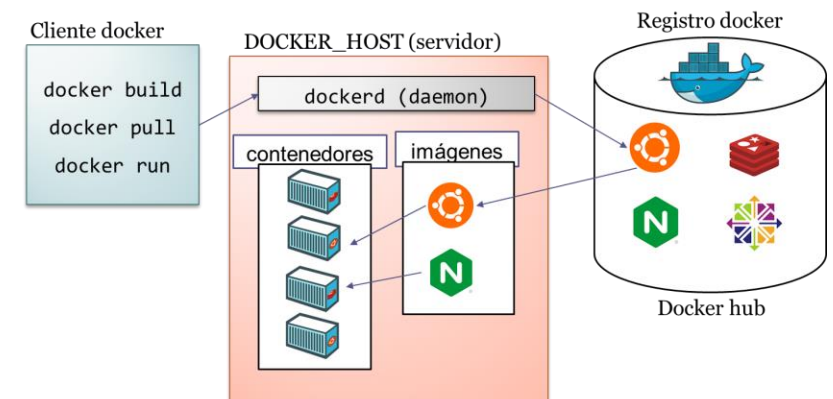 Cliente docker
docker build
docker pull
docker run
DOCKER_HOST (servidor)
dockerd (daemon)
contenedores
imágenes
Registro docker
Docker hub